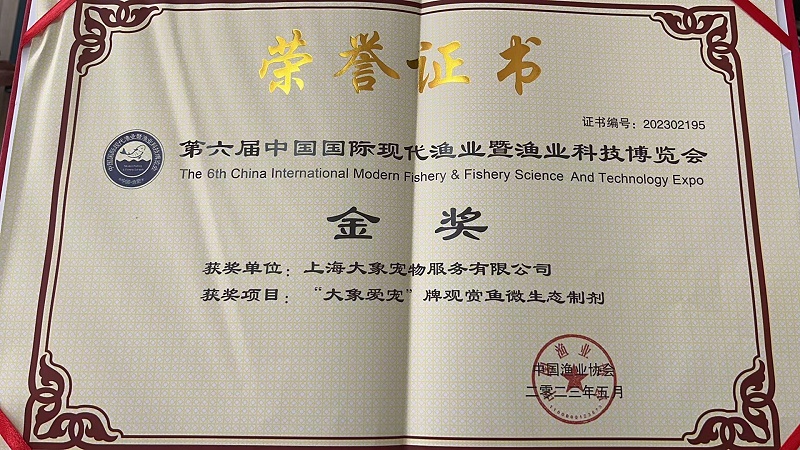 荣誉证书
证书编号：202302195
第六届中国国际现代渔业暨渔业科技博览会
The 6th China International Modern Fishery & Fishery Science And Technology Expo
金奖
获奖单位：上海大象宠物服务有限公司
获奖项目：“大象爱宠”牌观赏鱼微生态制剂
中国渔业协会
二零二三年五月